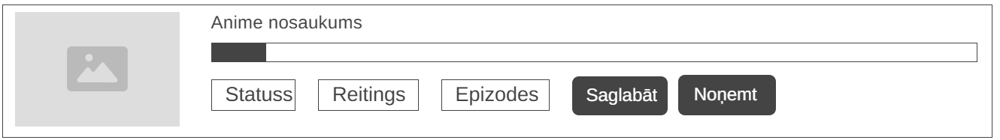 Anime nosaukums
Statuss Reitings Epizodes Saglabāt Noņemt